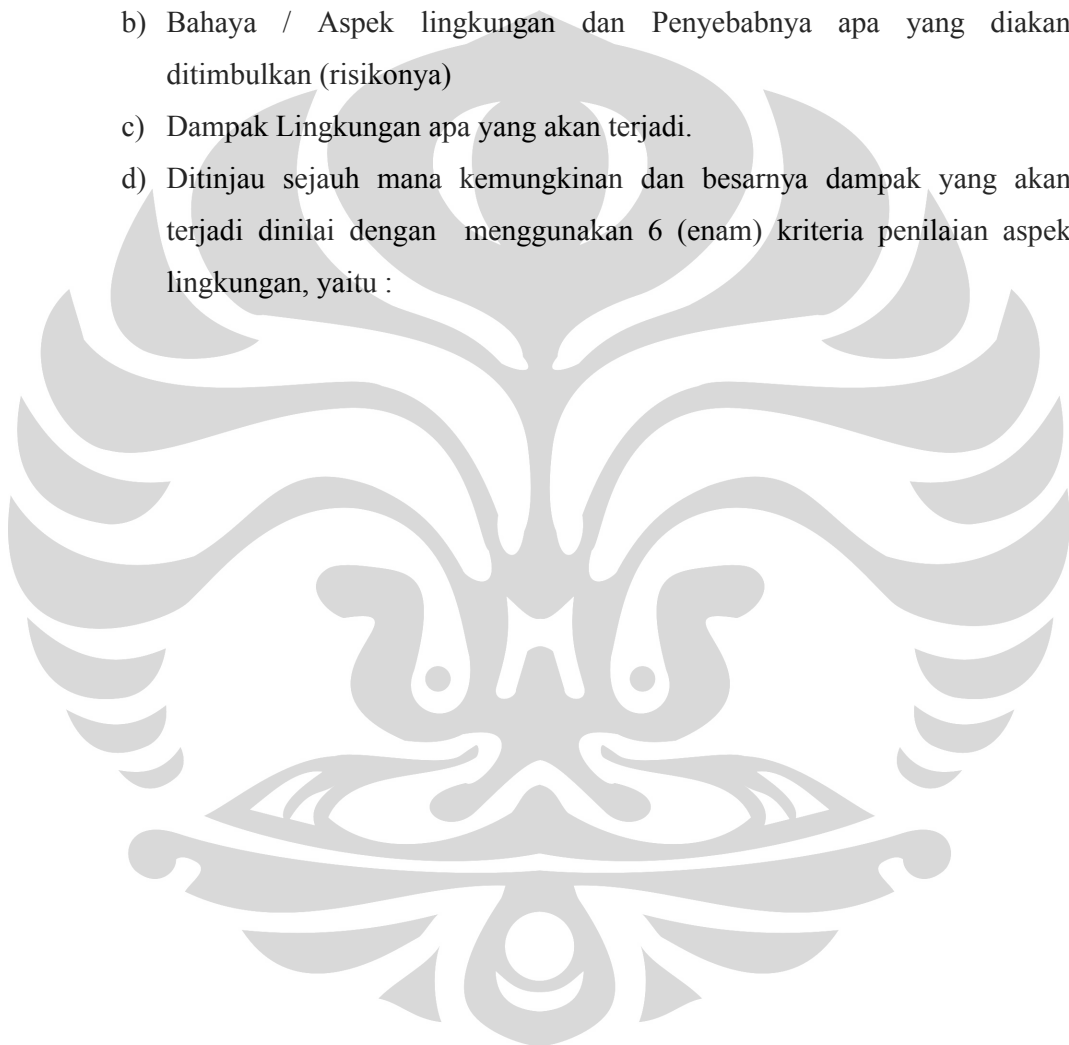 b) Bahaya / Aspek lingkungan dan Penyebabnya apa yang diakan
ditimbulkan (risikonya)
c) Dampak Lingkungan apa yang akan terjadi.
d) Ditinjau sejauh mana kemungkinan dan besarnya dampak yang akan
terjadi dinilai dengan menggunakan 6 (enam) kriteria penilaian aspek
lingkungan, yaitu :